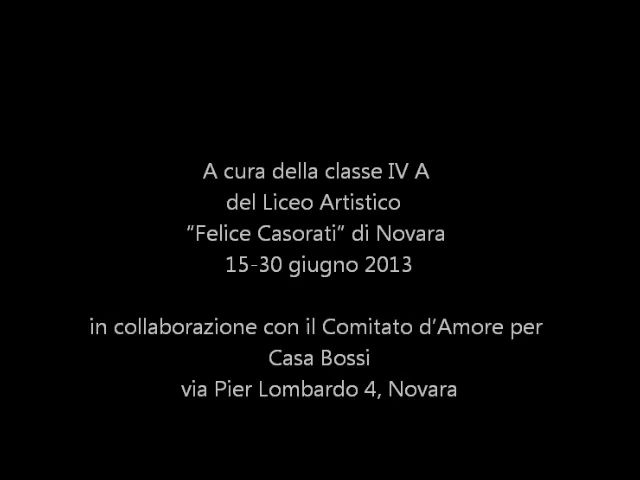 A cura della classe IV A
del Liceo Artistico
“Felice Casorati” di Novara
15-30 giugno 2013
in collaborazione con il Comitato d’Amore per
Casa Bossi
via Pier Lombardo 4, Novara